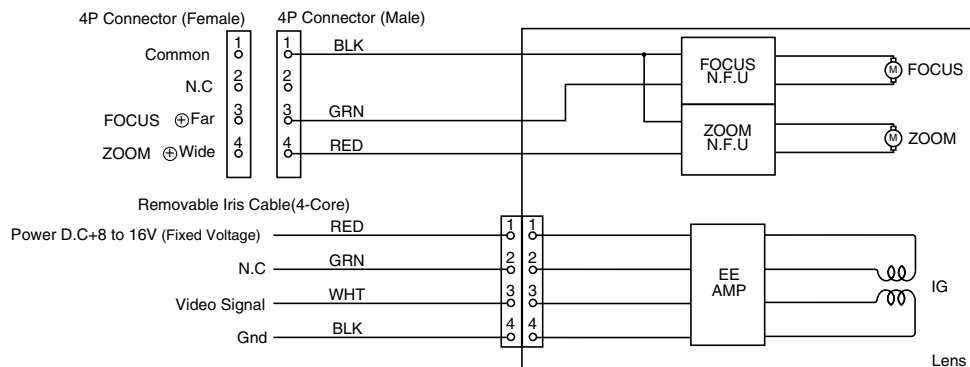 4P Connector (Female) 4P Connector (Male)
Common 1 1 BLK
N.C 2 2
FOCUS ⊕Far 3 3 GRN
ZOOM ⊕Wide 4 4 RED
FOCUS
N.F.U
M FOCUS
ZOOM
N.F.U
M ZOOM
Removable Iris Cable(4-Core)
Power D.C+8 to 16V (Fixed Voltage) RED 1 1
N.C GRN 2 2
Video Signal WHT 3 3
Gnd BLK 4 4
EE
AMP
IG
Lens